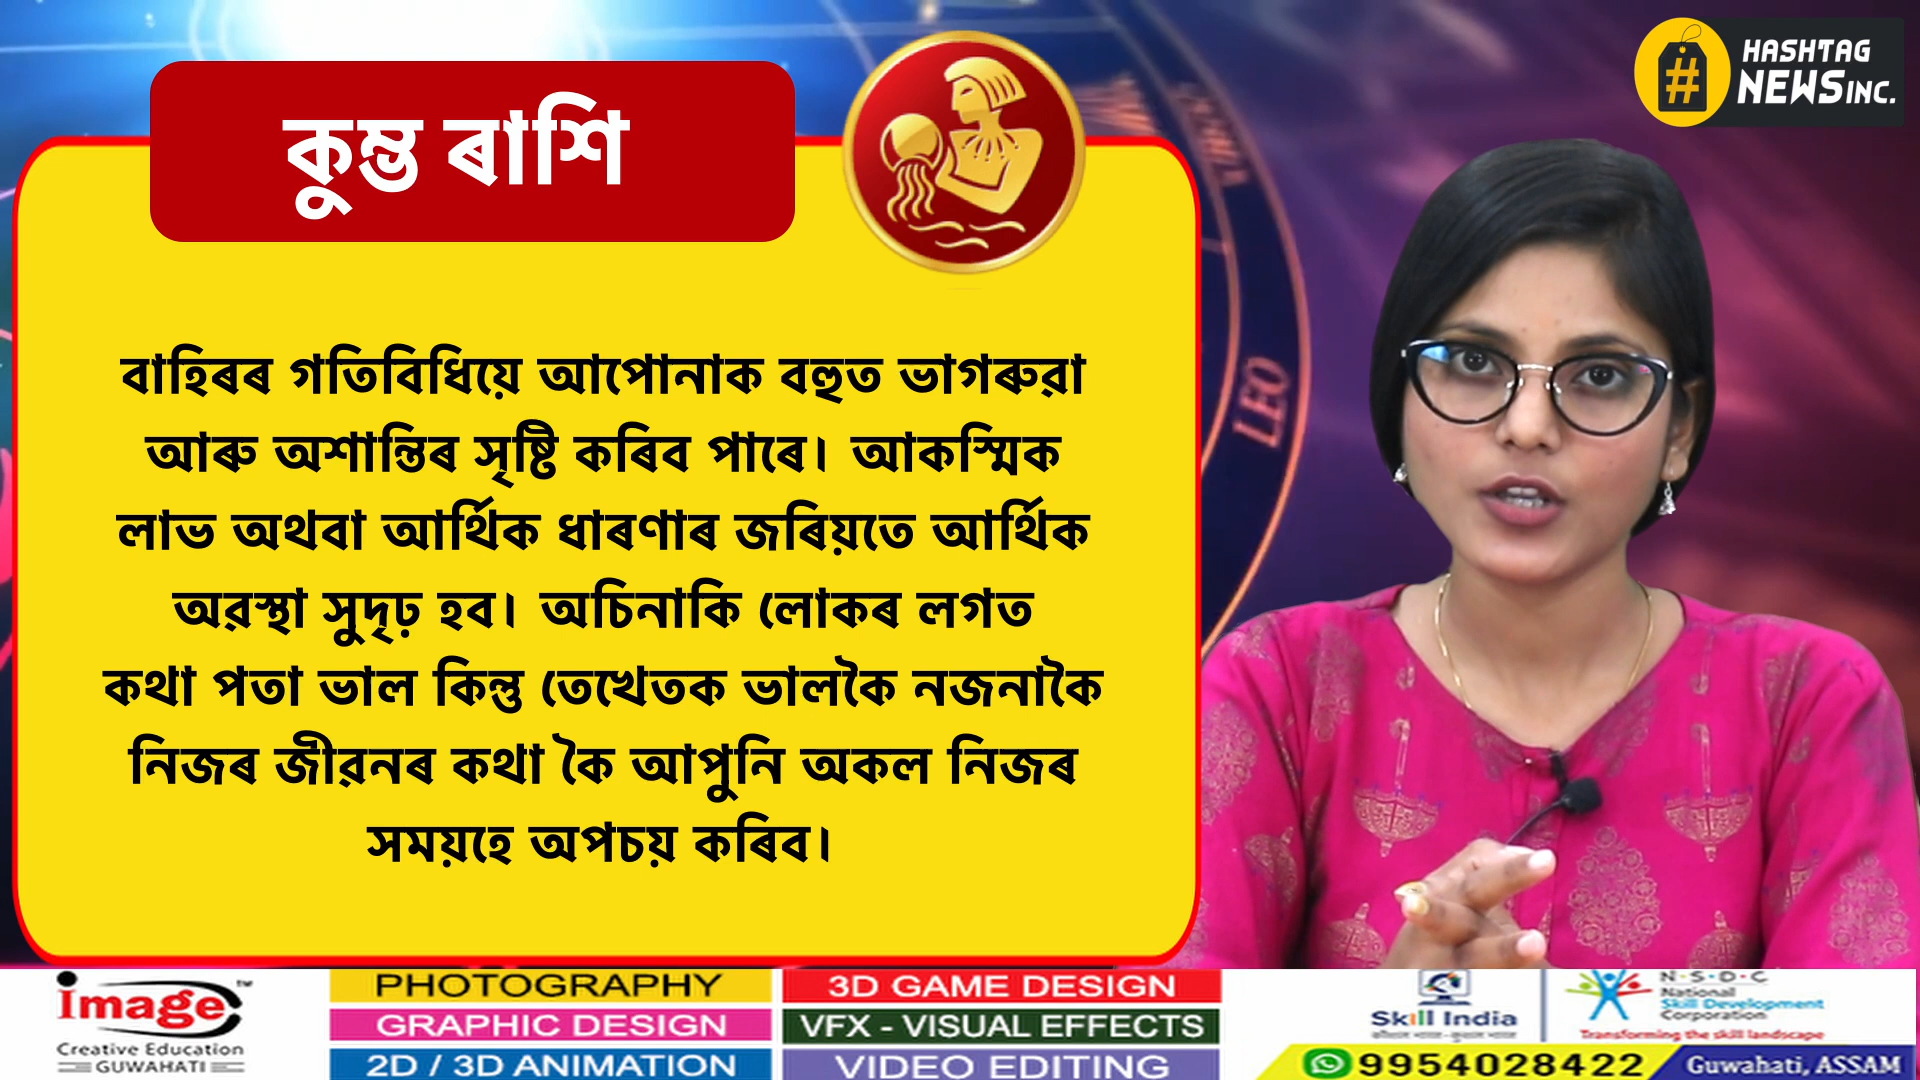 HASHTAG
NEWS INC.
#
কুম্ভ ৰাশি
LEO
বাহিৰৰ গতিবিধিয়ে আপোনাক বহুত ভাগৰুৱা
আৰু অশান্তিৰ সৃষ্টি কৰিব পাৰে। আকস্মিক
লাভ অথবা আৰ্থিক ধাৰণাৰ জৰিয়তে আৰ্থিক
অৱস্থা সুদৃঢ় হব। অচিনাকি লোকৰ লগত
কথা পতা ভাল কিন্তু তেখেতক ভালকৈ নজনাকৈ
নিজৰ জীৱনৰ কথা কৈ আপুনি অকল নিজৰ
সময়হে অপচয় কৰিব।
image TM
Creative Education
GUWAHATI
PHOTOGRAPHY
GRAPHIC DESIGN
2D / 3D ANIMATION
3D GAME DESIGN
VFX - VISUAL EFFECTS
VIDEO EDITING
Skill India
N·S·D·C
National
Skill Development
Corporation
Transforming the skill landscape
9954028422
Guwahati, ASSAM